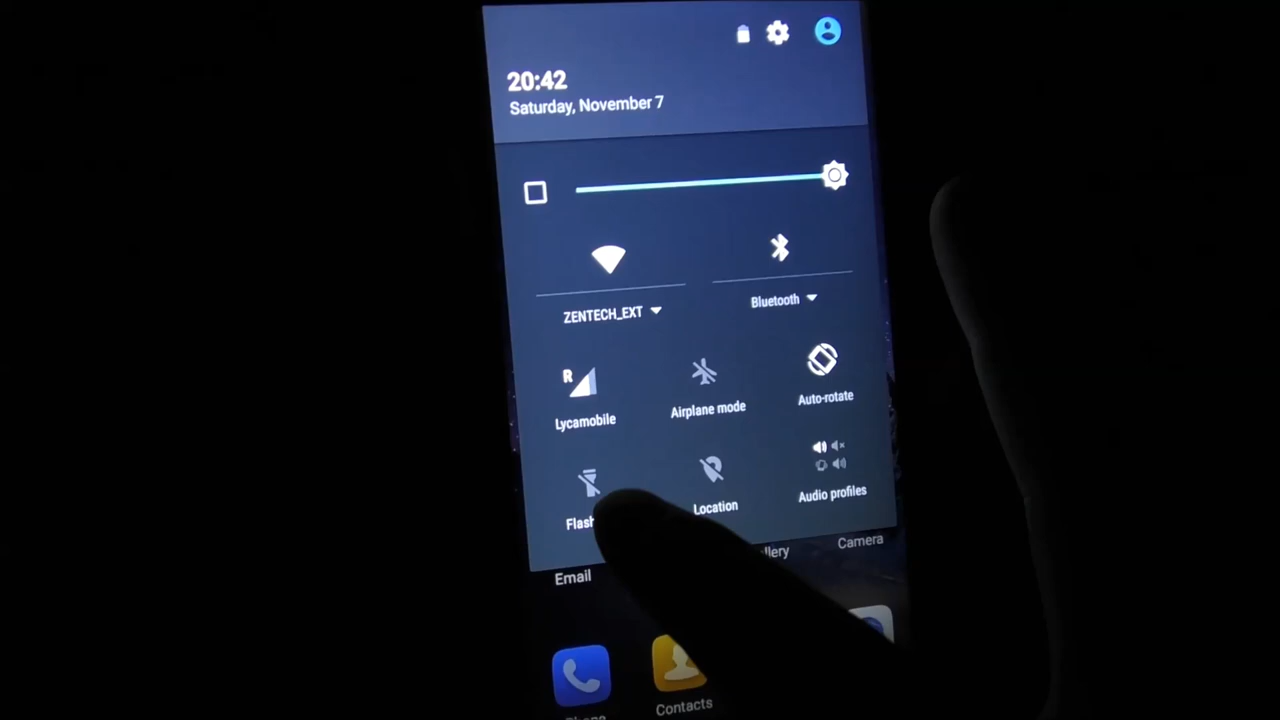 20:42
Saturday, November 7
ZENTECH_EXT
Bluetooth
R
Lycamobile
Airplane mode
Auto-rotate
Flash
Location
Audio profiles
Email
llery
Camera
Contacts